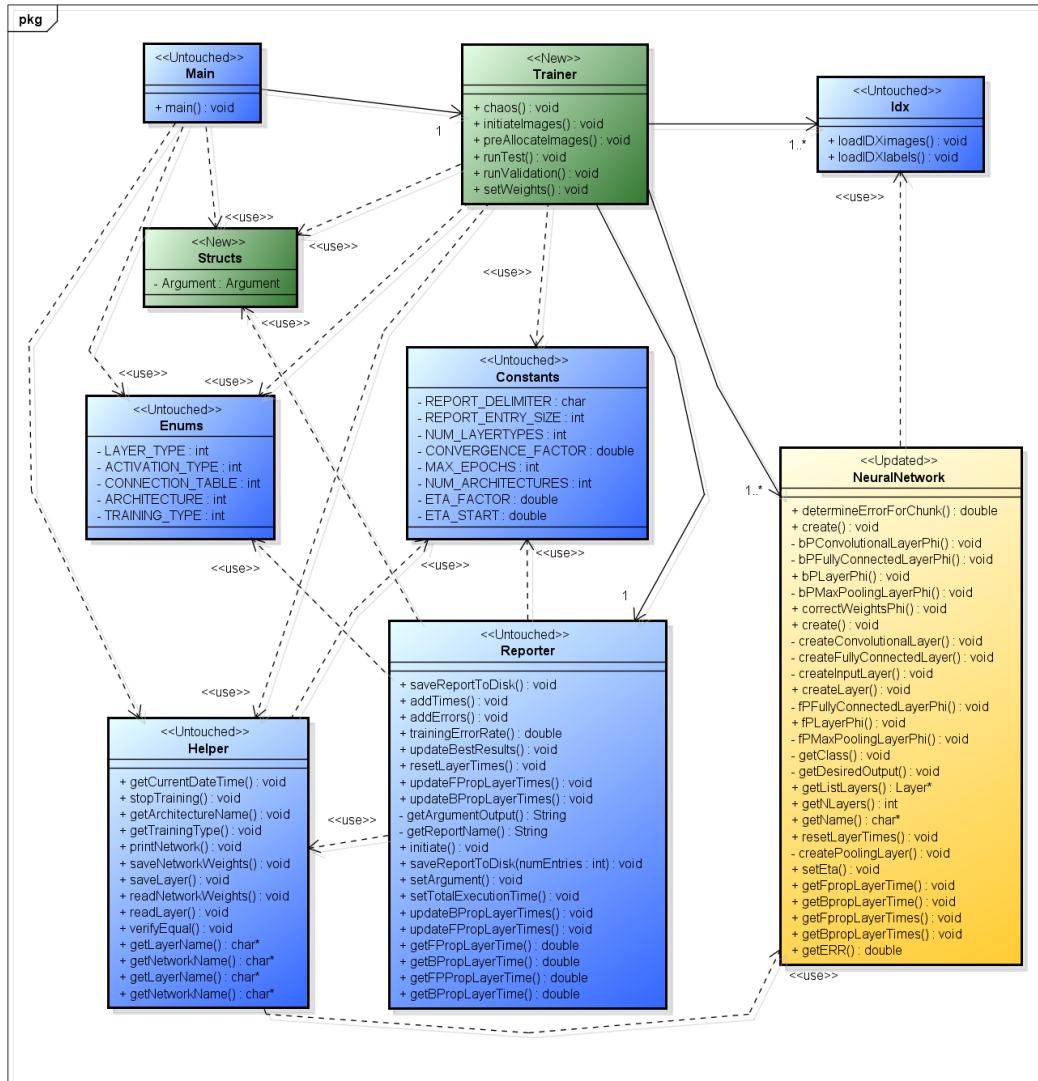 pkg
<<Untouched>>
Main
+ main() : void
<<New>>
Trainer
+ chaos() : void
+ initiateImages() : void
+ preAllocateImages() : void
+ runTest() : void
+ runValidation() : void
+ setWeights() : void
<<Untouched>>
Idx
+ loadIDXimages() : void
+ loadIDXlabels() : void
1
1..*
<<use>>
<<use>>
<<use>>
<<use>>
<<New>>
Structs
- Argument : Argument
<<use>>
<<use>>
<<use>>
<<Untouched>>
Constants
- REPORT_DELIMITER : char
- REPORT_ENTRY_SIZE : int
- NUM_LAYERTYPES : int
- CONVERGENCE_FACTOR : double
- MAX_EPOCHS : int
- NUM_ARCHITECTURES : int
- ETA_FACTOR : double
- ETA_START : double
<<Untouched>>
Enums
- LAYER_TYPE : int
- ACTIVATION_TYPE : int
- CONNECTION_TABLE : int
- ARCHITECTURE : int
- TRAINING_TYPE : int
<<Updated>>
NeuralNetwork
+ determineErrorForChunk() : double
+ create() : void
- bPConvolutionalLayerPhi() : void
- bPFullyConnectedLayerPhi() : void
+ bPLayerPhi() : void
- bPMaxPoolingLayerPhi() : void
+ correctWeightsPhi() : void
+ create() : void
- createConvolutionalLayer() : void
- createFullyConnectedLayer() : void
- createInputLayer() : void
+ createLayer() : void
- fPFullyConnectedLayerPhi() : void
+ fPLayerPhi() : void
- fPMaxPoolingLayerPhi() : void
- getClass() : void
- getDesiredOutput() : void
+ getListLayers() : Layer*
+ getNLayers() : int
+ getName() : char*
+ resetLayerTimes() : void
- createPoolingLayer() : void
+ setEta() : void
+ getFpropLayerTime() : void
+ getBpropLayerTime() : void
+ getFpropLayerTimes() : void
+ getBpropLayerTimes() : void
+ getERR() : double
1..*
<<use>>
<<use>>
<<use>>
1
<<Untouched>>
Reporter
+ saveReportToDisk() : void
+ addTimes() : void
+ addErrors() : void
+ trainingErrorRate() : double
+ updateBestResults() : void
+ resetLayerTimes() : void
+ updateFPropLayerTimes() : void
+ updateBPropLayerTimes() : void
- getArgumentOutput() : String
- getReportName() : String
+ initiate() : void
+ saveReportToDisk(numEntries : int) : void
+ setArgument() : void
+ setTotalExecutionTime() : void
+ updateBPropLayerTimes() : void
+ updateFPropLayerTimes() : void
+ getFPropLayerTime() : double
+ getBPropLayerTime() : double
+ getFPPropLayerTime() : double
+ getBPropLayerTime() : double
<<Untouched>>
Helper
+ getCurrentDateTime() : void
+ stopTraining() : void
+ getArchitectureName() : void
+ getTrainingType() : void
+ printNetwork() : void
+ saveNetworkWeights() : void
+ saveLayer() : void
+ readNetworkWeights() : void
+ readLayer() : void
+ verifyEqual() : void
+ getLayerName() : char*
+ getNetworkName() : char*
+ getLayerName() : char*
+ getNetworkName() : char*
<<use>>
<<use>>